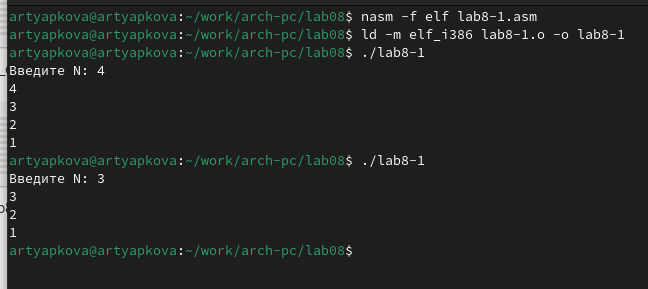 artyapkova@artyapkova:~/work/arch-pc/lab08$ nasm -f elf lab8-1.asm
artyapkova@artyapkova:~/work/arch-pc/lab08$ ld -m elf_i386 lab8-1.o -o lab8-1
artyapkova@artyapkova:~/work/arch-pc/lab08$ ./lab8-1
Введите N: 4
4
3
2
1
artyapkova@artyapkova:~/work/arch-pc/lab08$ ./lab8-1
Введите N: 3
3
2
1
artyapkova@artyapkova:~/work/arch-pc/lab08$